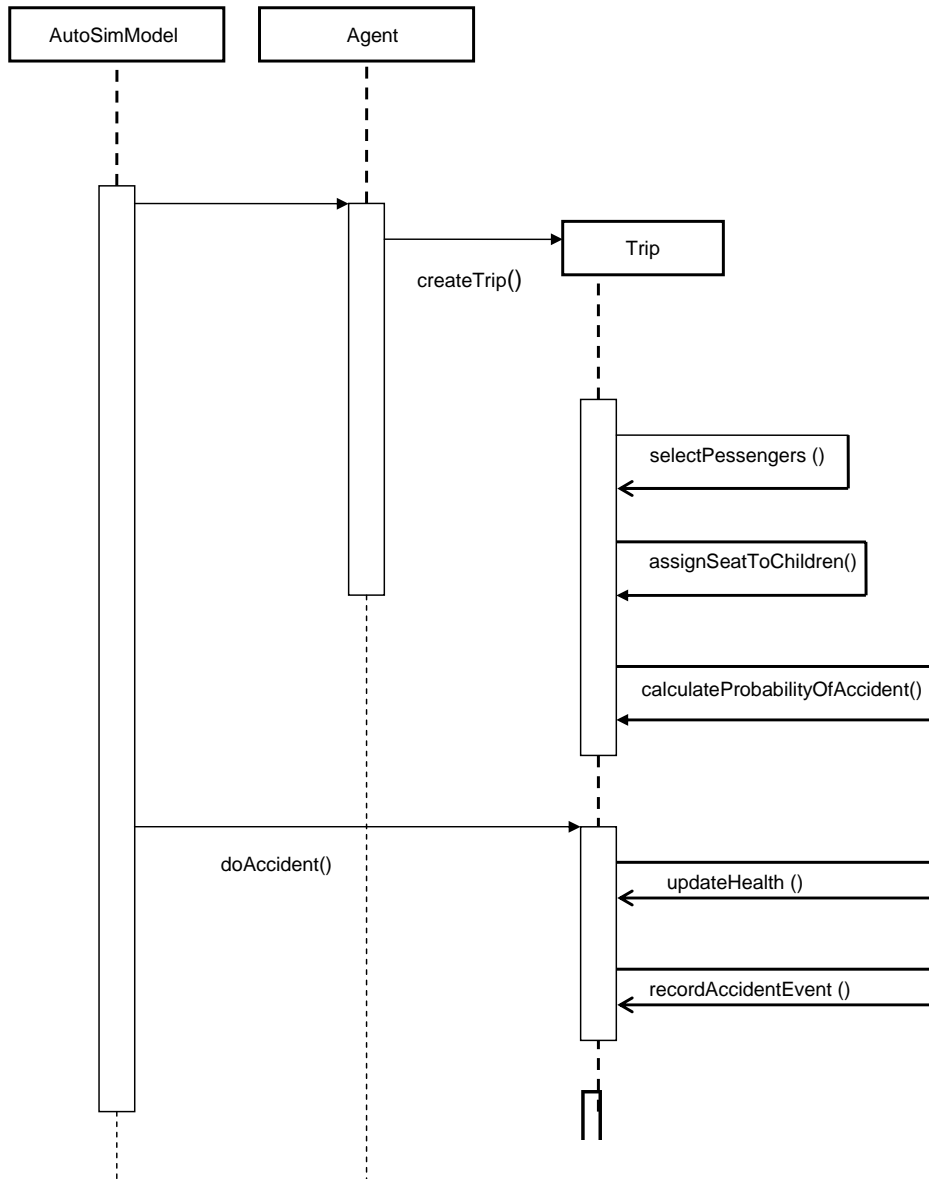 AutoSimModel
Agent
Trip
createTrip()
selectPessengers ()
assignSeatToChildren()
calculateProbabilityOfAccident()
doAccident()
updateHealth ()
recordAccidentEvent ()